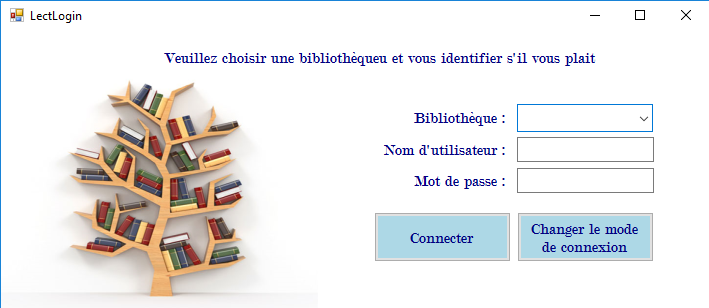 LectLogin
Veuillez choisir une bibliothèqueu et vous identifier s'il vous plait
Bibliothèque :
Nom d'utilisateur :
Mot de passe :
Connecter
Changer le mode
de connexion